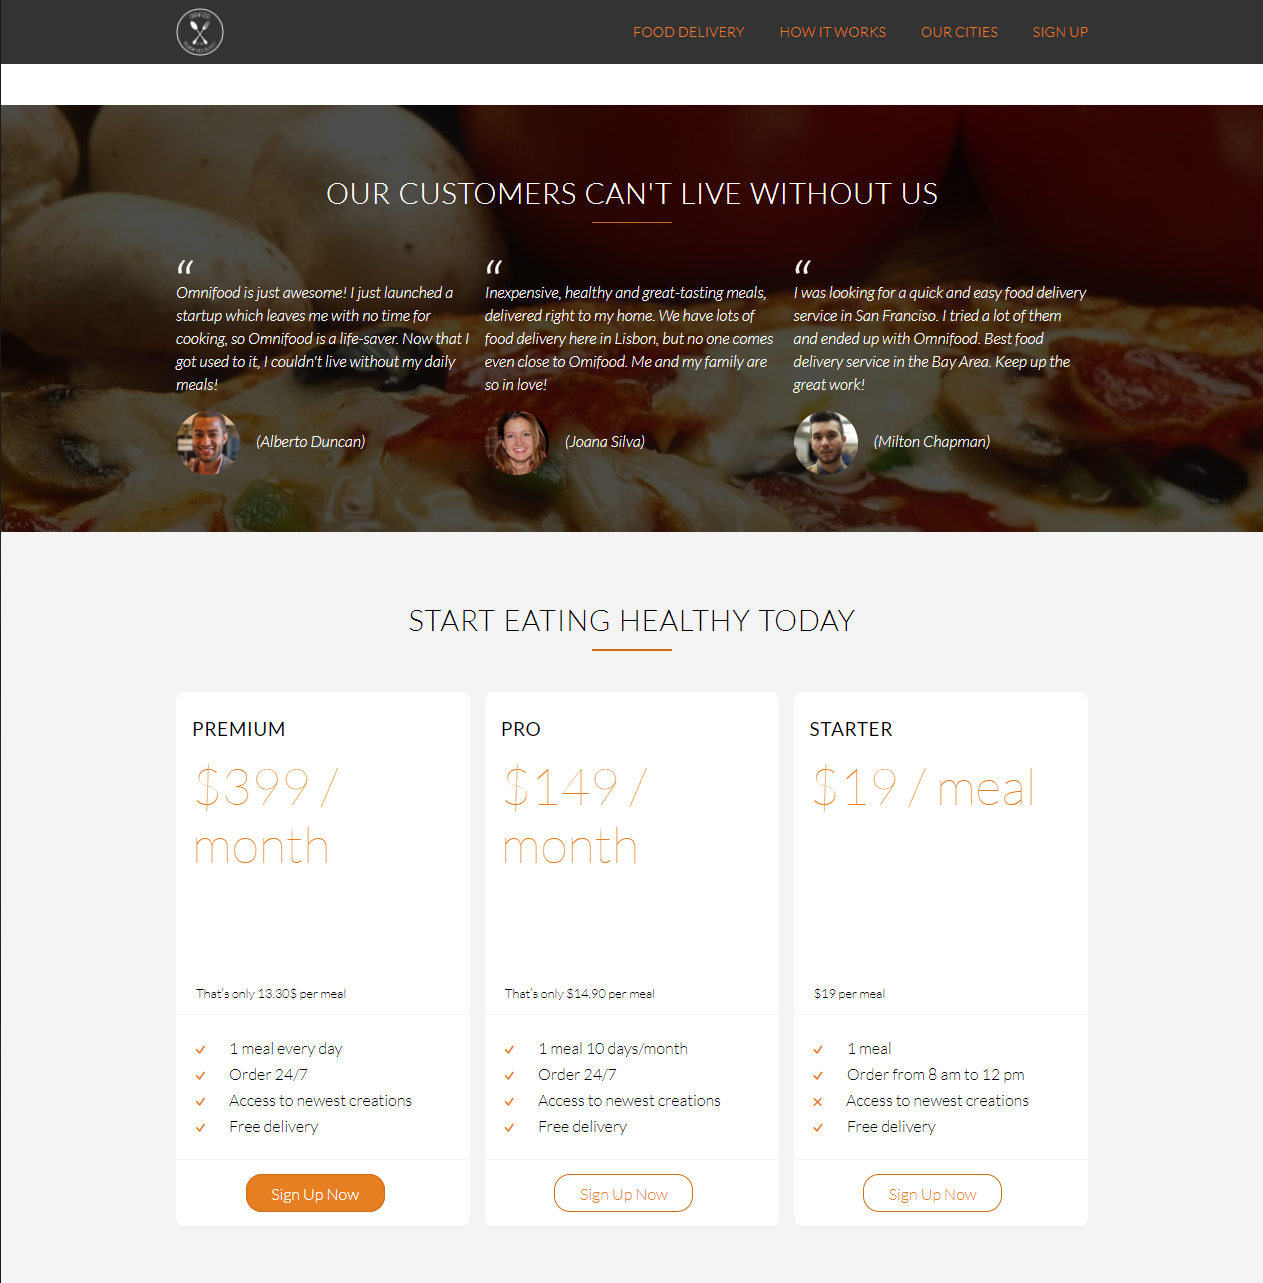 FOOD DELIVERY HOW IT WORKS OUR CITIES SIGN UP
OUR CUSTOMERS CAN'T LIVE WITHOUT US
“
Omnifood is just awesome! I just launched a
startup which leaves me with no time for
cooking, so Omnifood is a life-saver. Now that I
got used to it, I couldn't live without my daily
meals!
(Alberto Duncan)
“
Inexpensive, healthy and great-tasting meals,
delivered right to my home. We have lots of
food delivery here in Lisbon, but no one comes
even close to Omifood. Me and my family are
so in love!
(Joana Silva)
“
I was looking for a quick and easy food delivery
service in San Franciso. I tried a lot of them
and ended up with Omnifood. Best food
delivery service in the Bay Area. Keep up the
great work!
(Milton Chapman)
START EATING HEALTHY TODAY
PREMIUM
$399 /
month
That's only 13.30$ per meal
1 meal every day
Order 24/7
Access to newest creations
Free delivery
Sign Up Now
PRO
$149 /
month
That's only $14.90 per meal
1 meal 10 days/month
Order 24/7
Access to newest creations
Free delivery
Sign Up Now
STARTER
$19 / meal
$19 per meal
1 meal
Order from 8 am to 12 pm
Access to newest creations
Free delivery
Sign Up Now